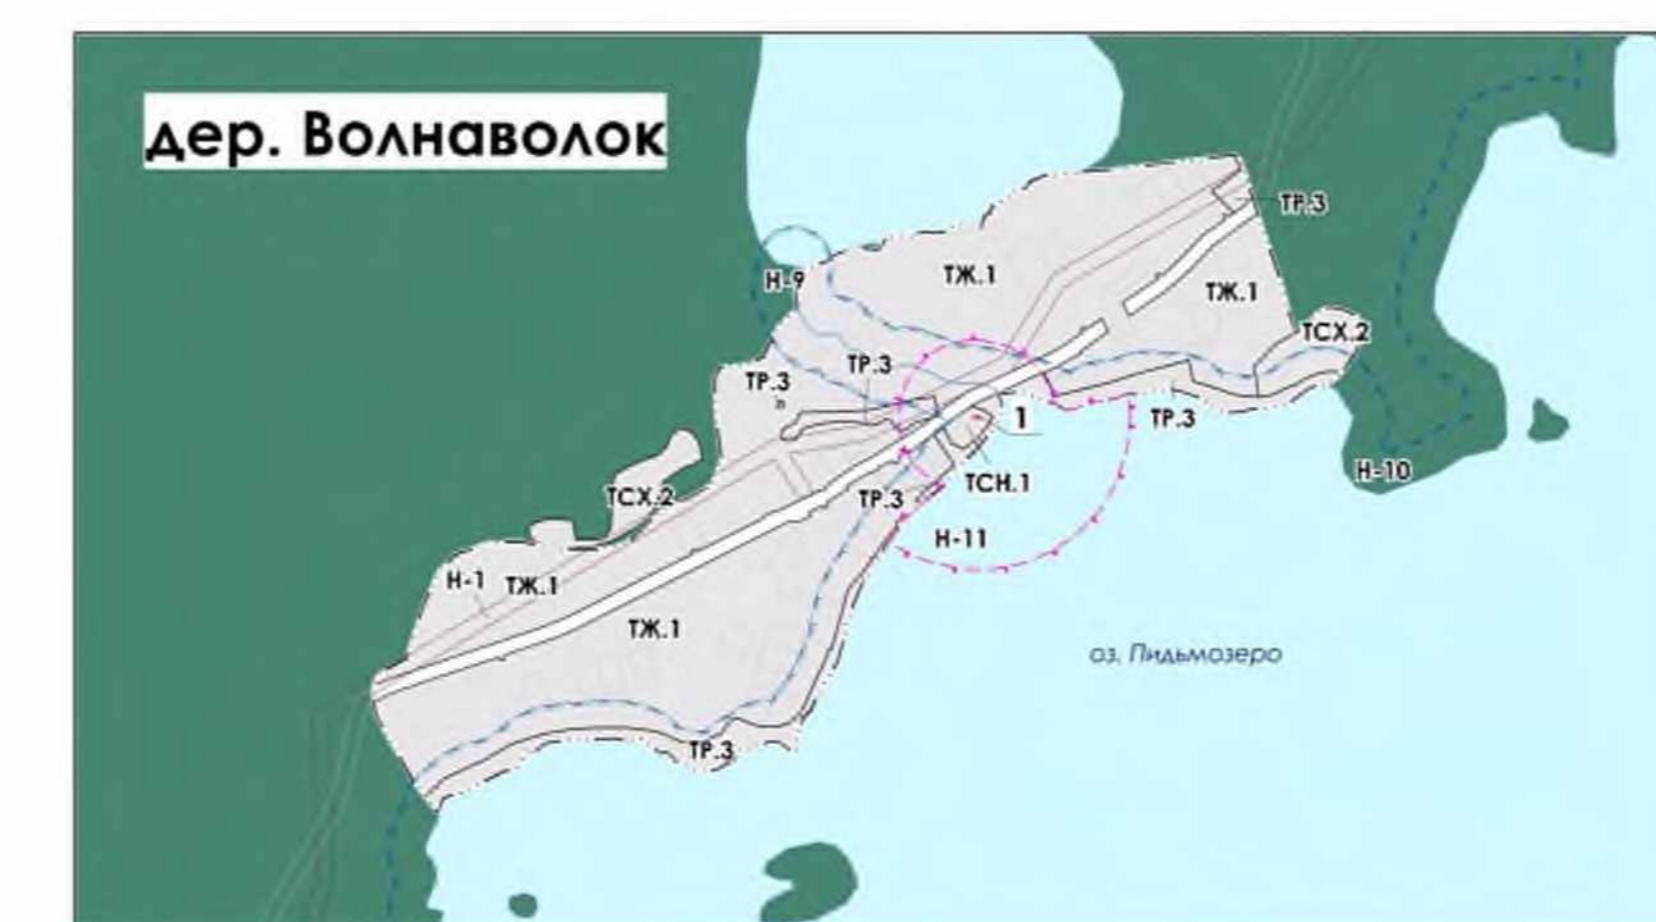 дер. Волнаволок
ТР.3
Н-9
ТЖ.1
ТЖ.1
ТСХ.2
ТР.3
ТР.3
1
ТР.3
Н-10
ТСХ.2
ТР.3
ТСН.1
Н-11
Н-1
ТЖ.1
ТЖ.1
оз. Пидьмозеро
ТР.3